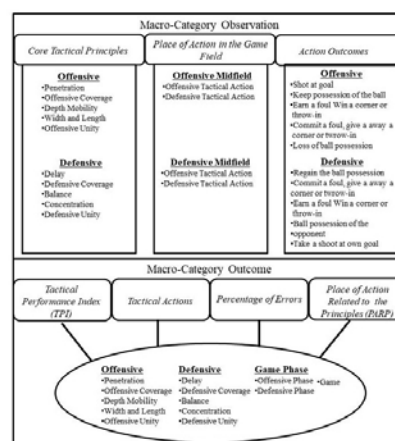 Macro-Category Observation
Core Tactical Principles
Offensive
•Penetration
•Offensive Coverage
•Depth Mobility
•Width and Length
•Offensive Unity
Defensive
•Delay
•Defensive Coverage
•Balance
•Concentration
•Defensive Unity
Place of Action in the Game
Field
Offensive Midfield
•Offensive Tactical Action
•Defensive Tactical Action
Defensive Midfield
•Offensive Tactical Action
•Defensive Tactical Action
Action Outcomes
Offensive
•Shot at goal
•Keep possession of the ball
•Earn a foul Win a corner or
throw-in
•Commit a foul, give a away a
corner or twrow-in
•Loss of ball possession
Defensive
•Regain the ball possession
•Commit a foul, give a away a
corner or twrow-in
•Earn a foul Win a corner or
throw-in
•Ball possession of the
opponent
•Take a shoot at own goal
Macro-Category Outcome
Tactical
Performance Index
(TPI)
Tactical Actions
Percentage of Errors
Place of Action
Related to the
Principles (PARP)
Offensive
•Penetration
•Offensive Coverage
•Depth Mobility
•Width and Length
•Offensive Unity
Defensive
•Delay
•Defensive Coverage
•Balance
•Concentration
•Defensive Unity
Game Phase
•Offensive Phase
•Defensive Phase
•Game